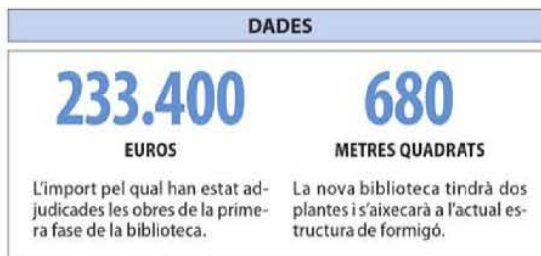 DADES
233.400
EUROS
L'import pel qual han estat ad-
judicades les obres de la prime-
ra fase de la biblioteca.
680
METRES QUADRATS
La nova biblioteca tindrà dos
plantes i s'aixecarà a l'actual es-
tructura de formigó.